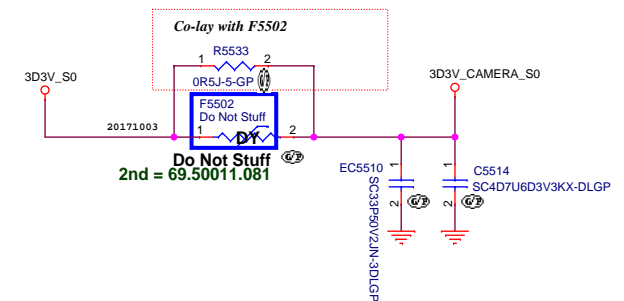 Co-lay with F5502
R5533
1 2
0R5J-5-GP
3D3V_S0
3D3V_CAMERA_S0
F5502
Do Not Stuff
20171003
1 DY 2
Do Not Stuff
2nd = 69.50011.081
EC5510
1
2
SC33P50V2JN-3DLGP
C5514
1
2
SC4D7U6D3V3KX-DLGP